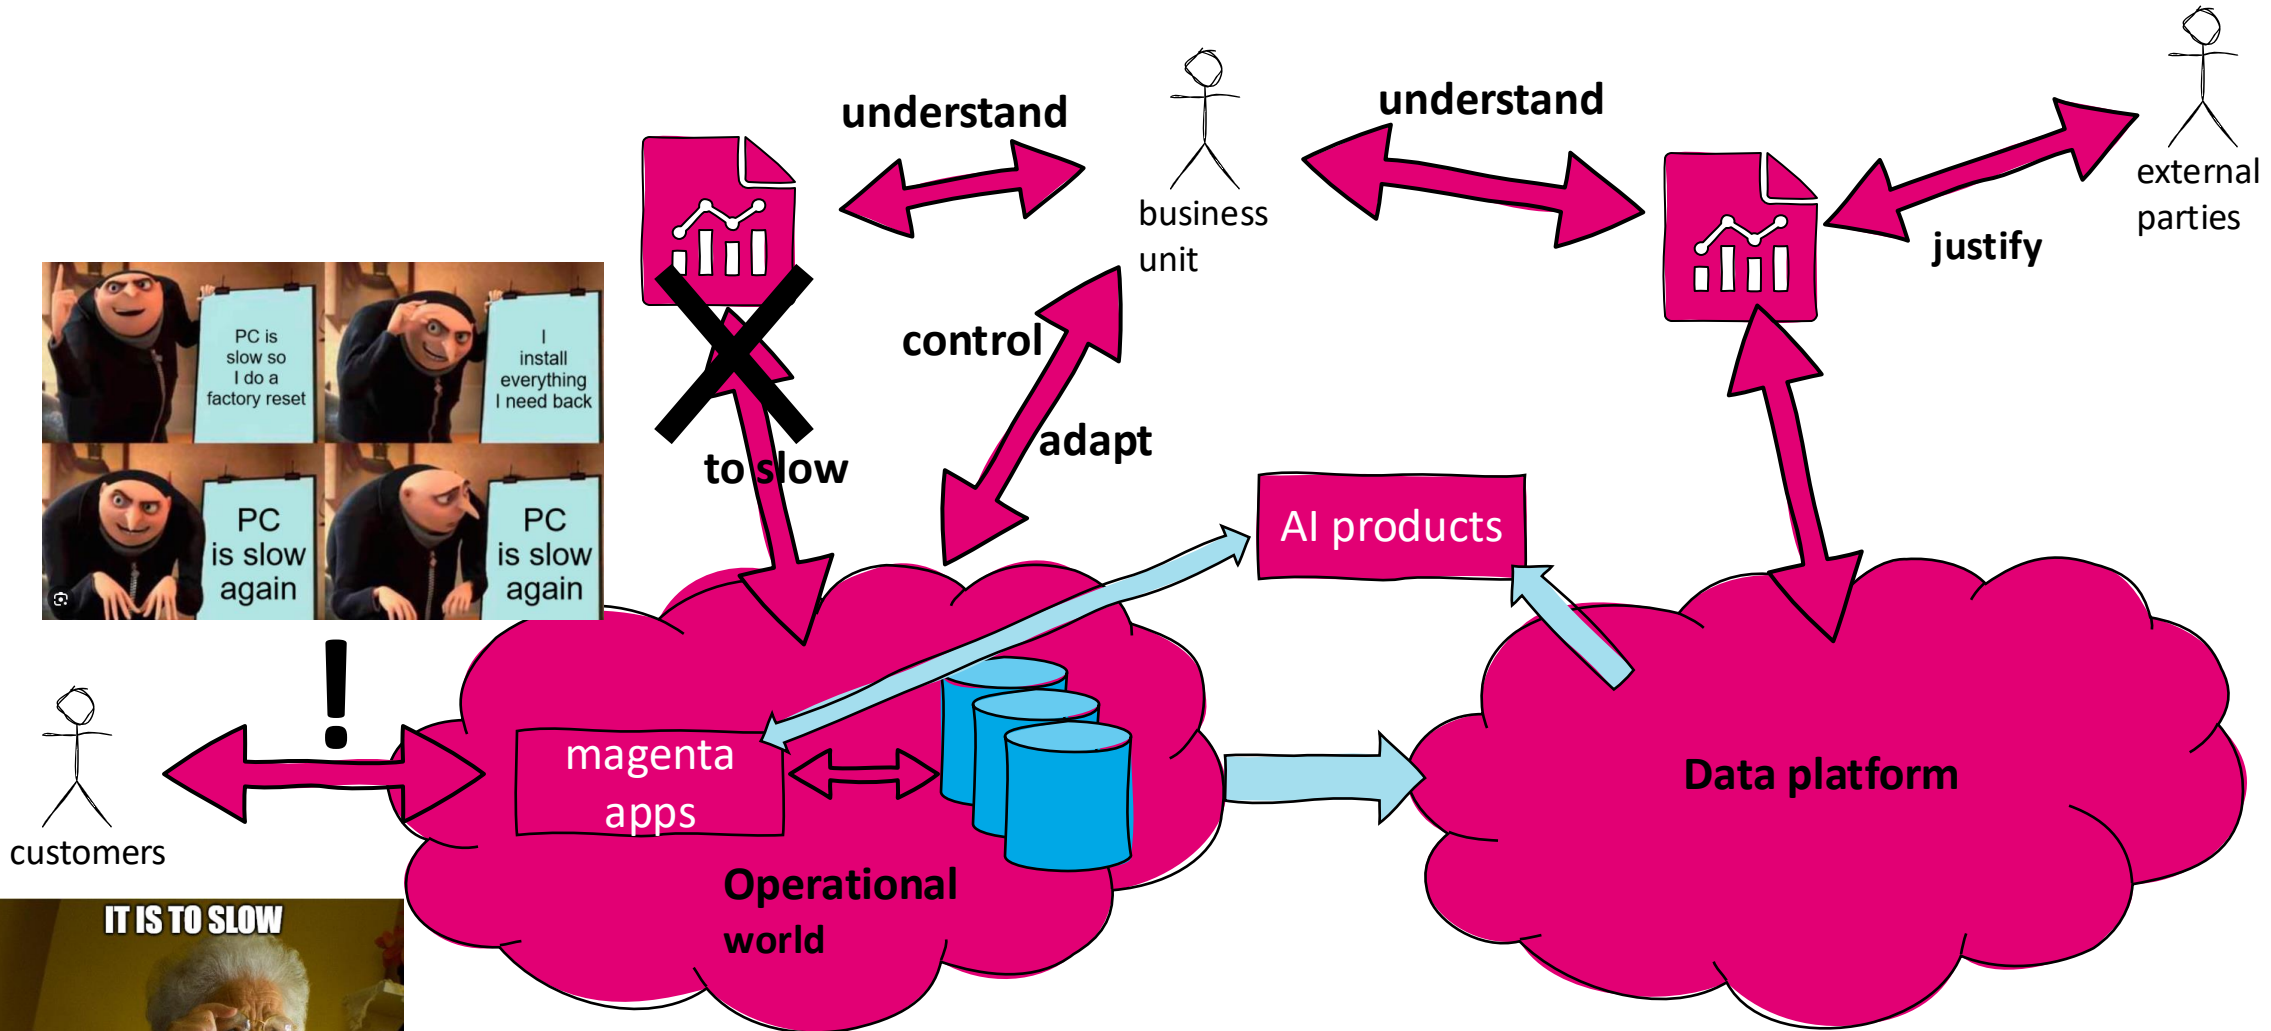 understand
understand
business
unit
external
parties
justify
PC is
slow so
I do a
factory reset
I
install
everything
I need back
PC
is slow
again
PC
is slow
again
control
adapt
to slow
AI products
customers
magenta
apps
Operational
world
Data platform
IT IS TO SLOW